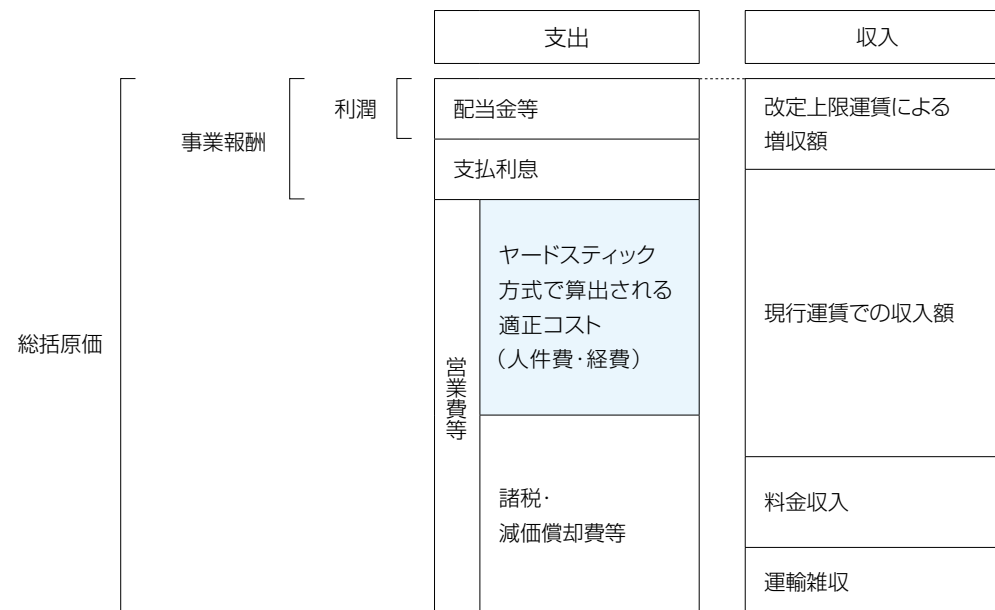 支出
収入
総括原価
事業報酬
利潤
配当金等
支払利息
営業費等
ヤードスティック
方式で算出される
適正コスト
（人件費・経費）
諸税・
減価償却費等
改定上限運賃による
増収額
現行運賃での収入額
料金収入
運輸雑収